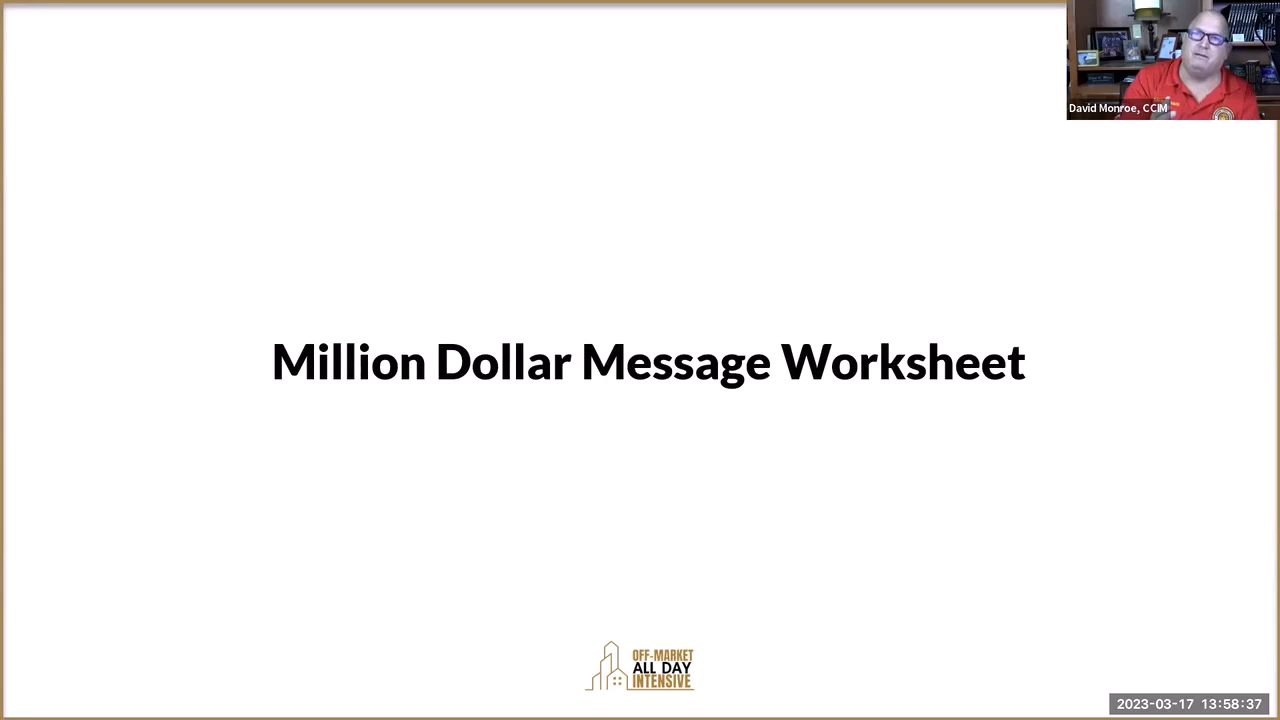 David Monroe, CCIM
Million Dollar Message Worksheet
OFF-MARKET
ALL DAY
INTENSIVE
2023-03-17 13:58:37